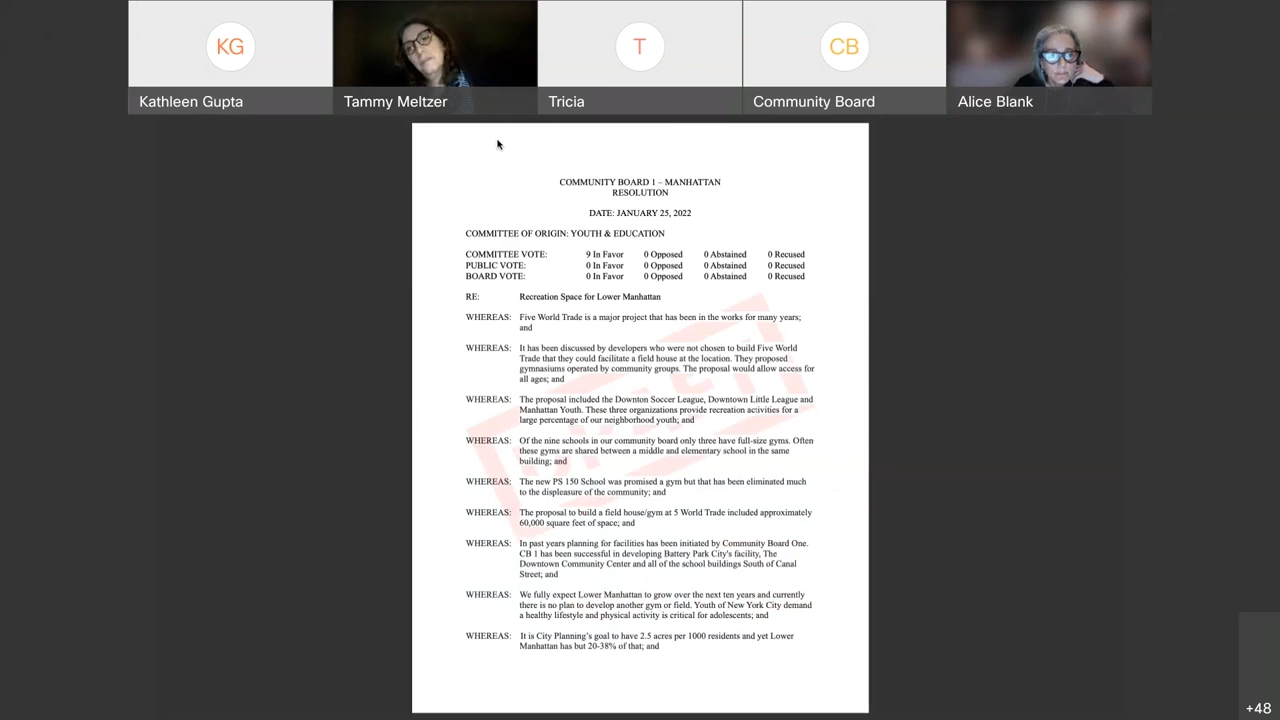 KG
T
CB
Kathleen Gupta
Tammy Meltzer
Tricia
Community Board
Alice Blank
COMMUNITY BOARD 1 – MANHATTAN
RESOLUTION
DATE: JANUARY 25, 2022
COMMITTEE OF ORIGIN: YOUTH & EDUCATION
COMMITTEE VOTE: 9 In Favor 0 Opposed 0 Abstained 0 Recused
PUBLIC VOTE: 0 In Favor 0 Opposed 0 Abstained 0 Recused
BOARD VOTE: 0 In Favor 0 Opposed 0 Abstained 0 Recused
RE: Recreation Space for Lower Manhattan
WHEREAS: Five World Trade is a major project that has been in the works for many years;
and
WHEREAS: It has been discussed by developers who were not chosen to build Five World
Trade that they could facilitate a field house at the location. They proposed
gymnasiums operated by community groups. The proposal would allow access for
all ages; and
WHEREAS: The proposal included the Downton Soccer League, Downtown Little League and
Manhattan Youth. These three organizations provide recreation activities for a
large percentage of our neighborhood youth; and
WHEREAS: Of the nine schools in our community board only three have full-size gyms. Often
these gyms are shared between a middle and elementary school in the same
building; and
WHEREAS: The new PS 150 School was promised a gym but that has been eliminated much
to the displeasure of the community; and
WHEREAS: The proposal to build a field house/gym at 5 World Trade included approximately
60,000 square feet of space; and
WHEREAS: In past years planning for facilities has been initiated by Community Board One.
CB 1 has been successful in developing Battery Park City's facility, The
Downtown Community Center and all of the school buildings South of Canal
Street; and
WHEREAS: We fully expect Lower Manhattan to grow over the next ten years and currently
there is no plan to develop another gym or field. Youth of New York City demand
a healthy lifestyle and physical activity is critical for adolescents; and
WHEREAS: It is City Planning's goal to have 2.5 acres per 1000 residents and yet Lower
Manhattan has but 20-38% of that; and
DRAFT
+48